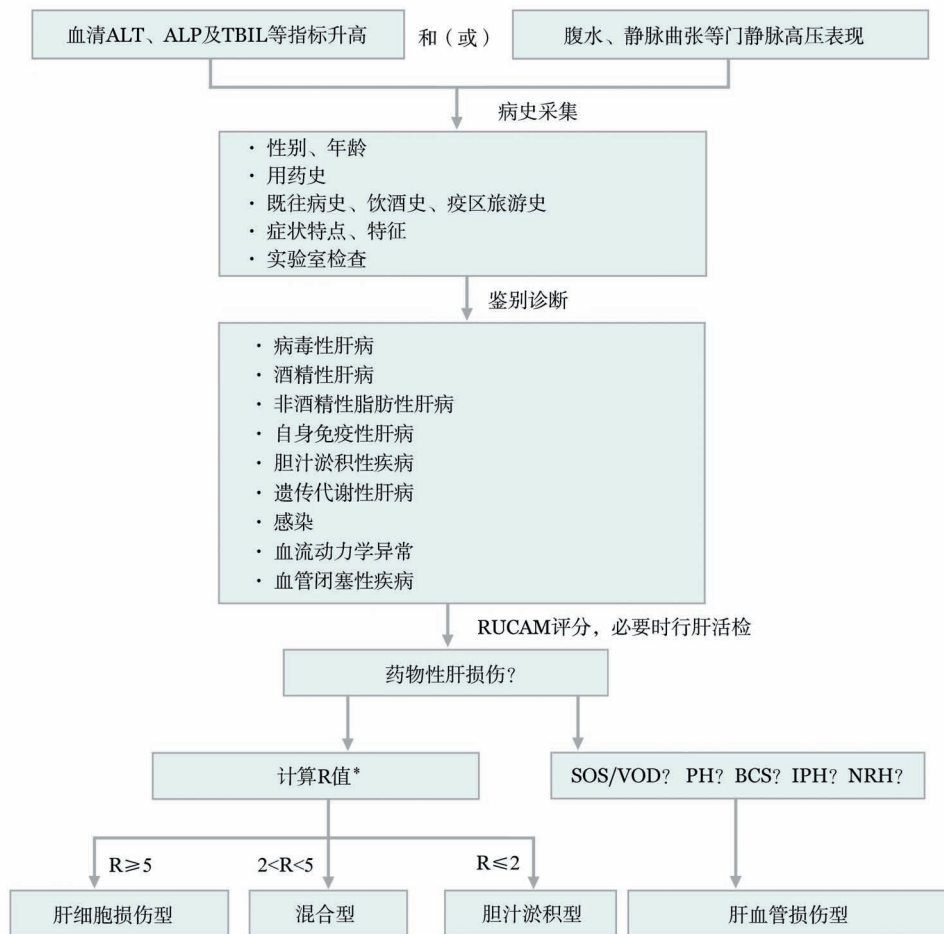 血清ALT、ALP及TBIL等指标升高
和（或）
腹水、静脉曲张等门静脉高压表现
病史采集
· 性别、年龄
· 用药史
· 既往病史、饮酒史、疫区旅游史
· 症状特点、特征
· 实验室检查
鉴别诊断
· 病毒性肝病
· 酒精性肝病
· 非酒精性脂肪性肝病
· 自身免疫性肝病
· 胆汁淤积性疾病
· 遗传代谢性肝病
· 感染
· 血流动力学异常
· 血管闭塞性疾病
RUCAM评分，必要时行肝活检
药物性肝损伤？
计算R值*
SOS/VOD？ PH？ BCS？ IPH？ NRH？
R≥5
2<R<5
R≤2
肝细胞损伤型
混合型
胆汁淤积型
肝血管损伤型